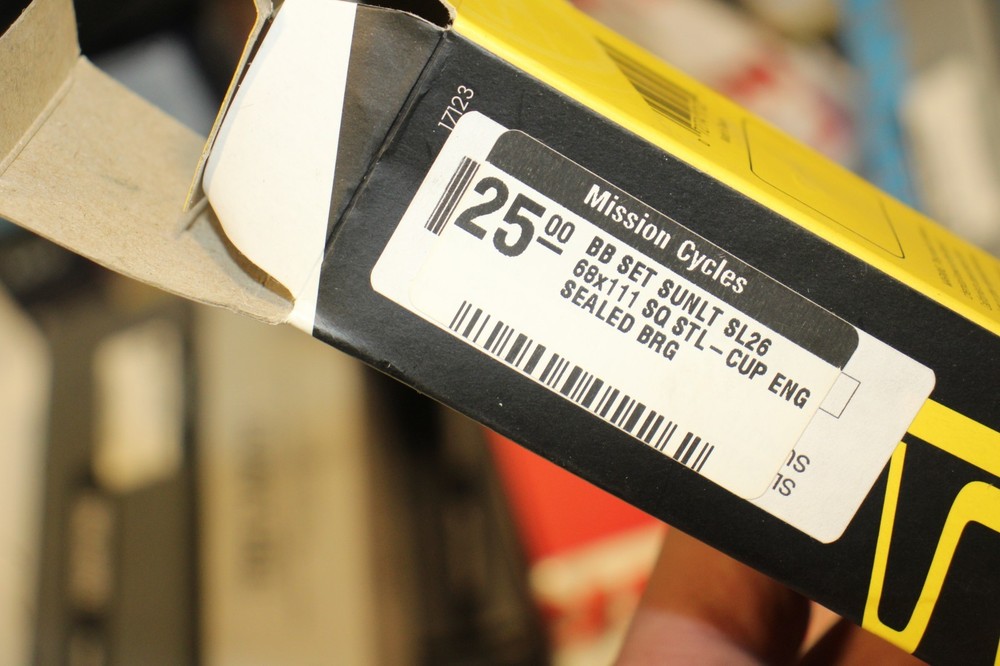 17123
Mission Cycles
25.00
BB SET SUNLT SL26
68x111 SQ STL-CUP ENG
SEALED BRG